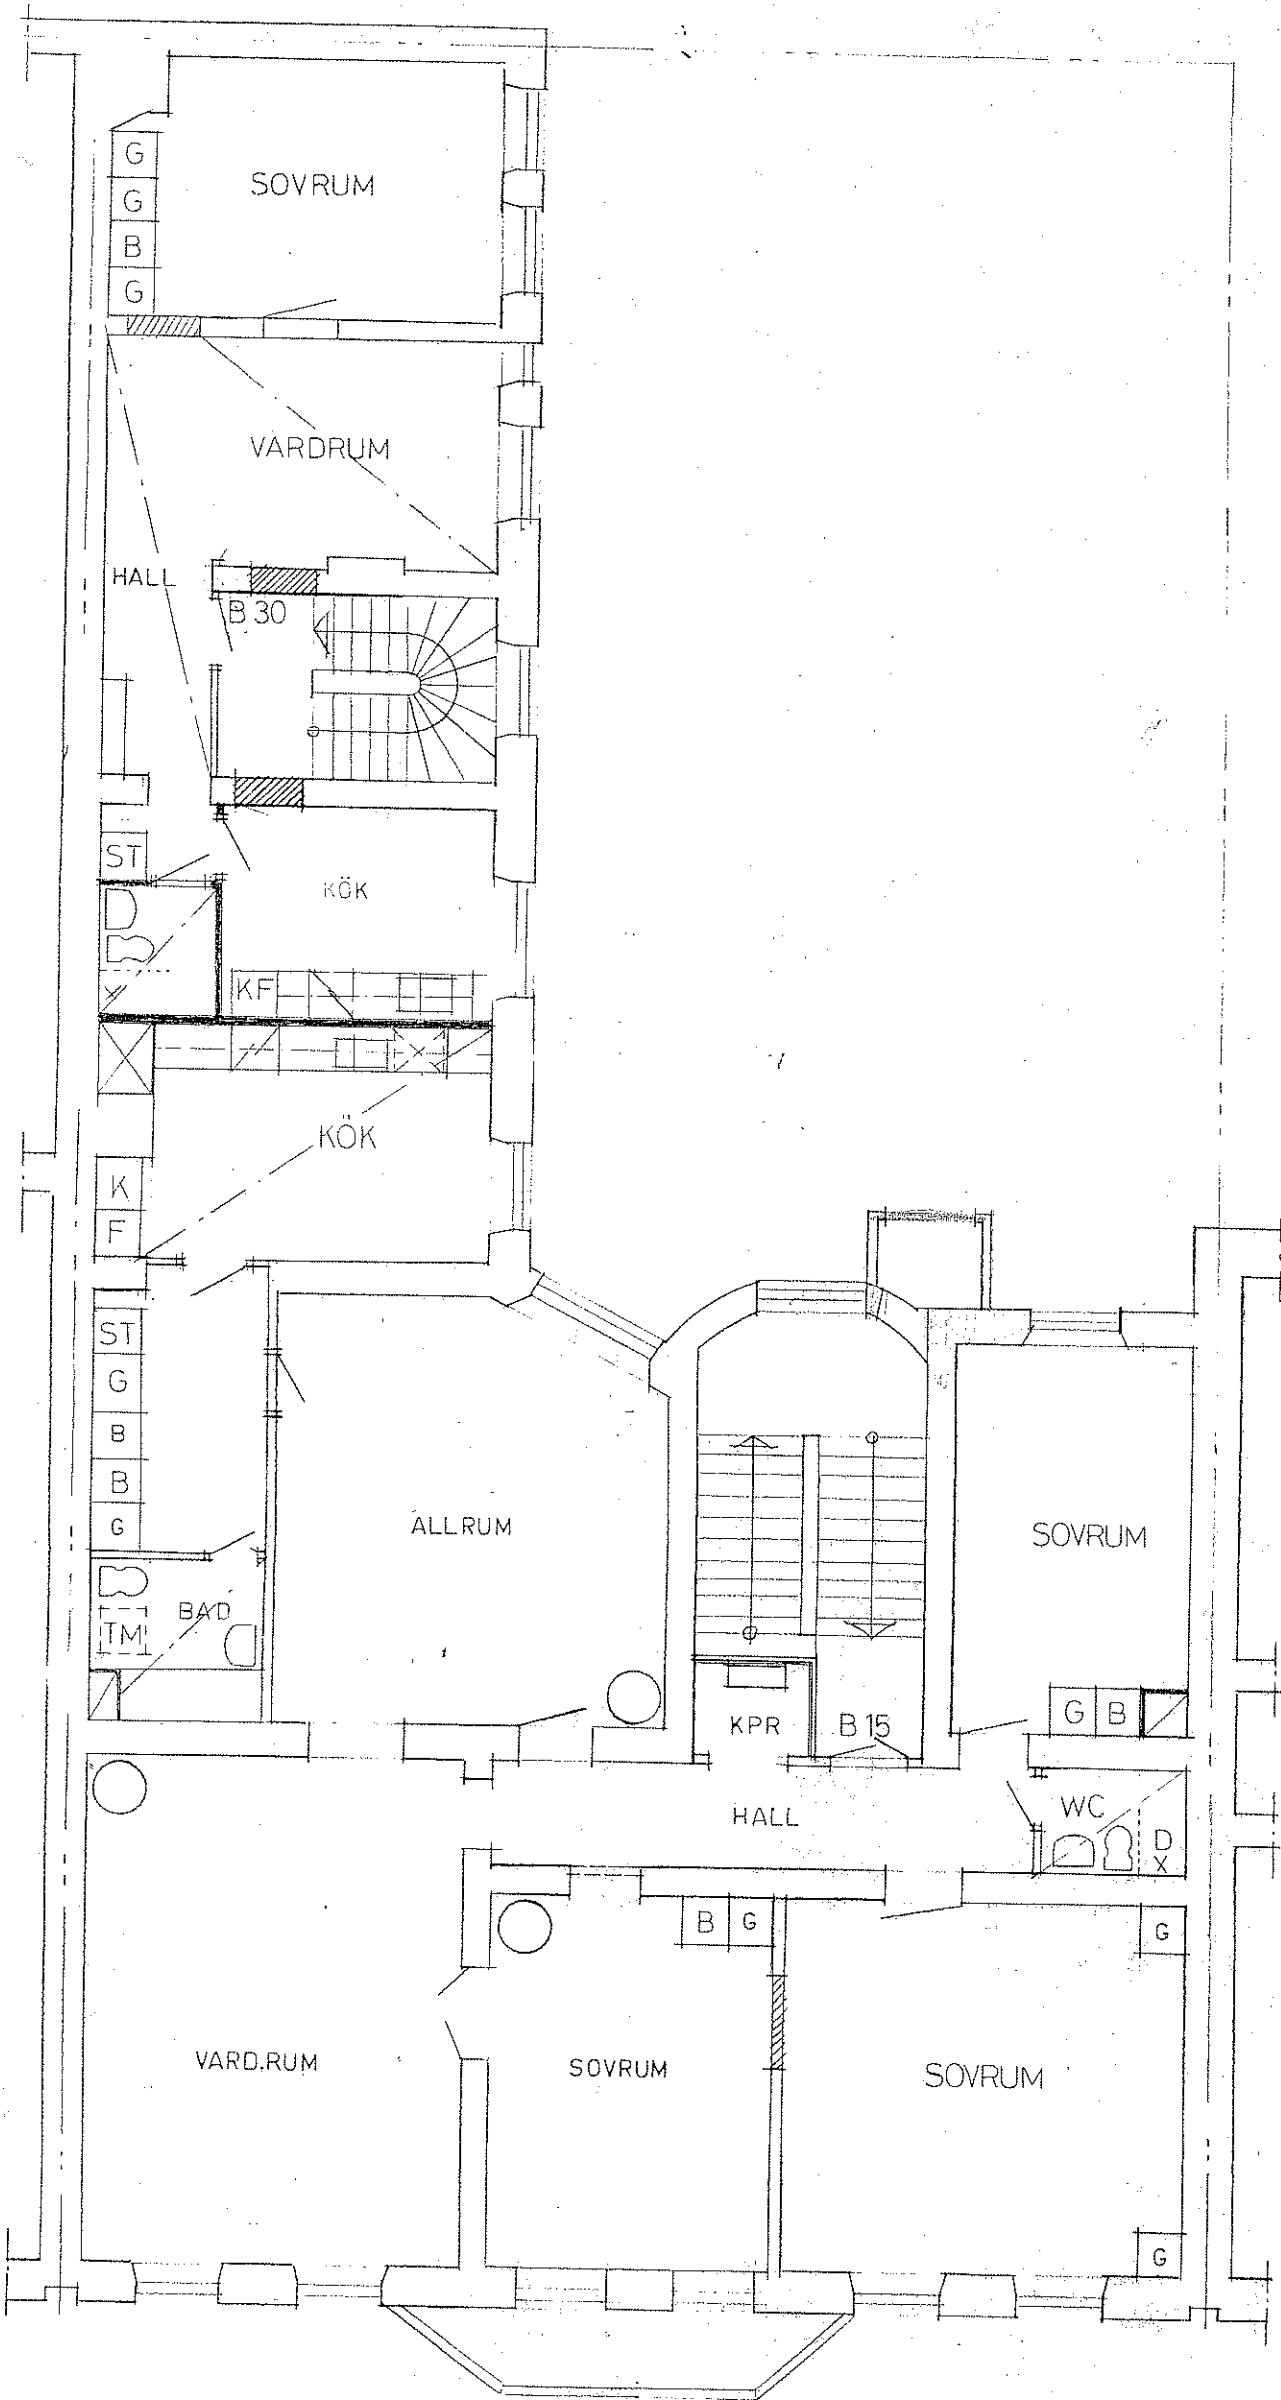 G
SOVRUM
G
B
G
VARDRUM
HALL
B 30
ST
KÖK
KF
KÖK
K
F
ST
G
B
B
G
ALLRUM
SOVRUM
BAD
TM
G B
KPR
B 15
HALL
WC
D
X
B G
G
VARD.RUM
SOVRUM
SOVRUM
G